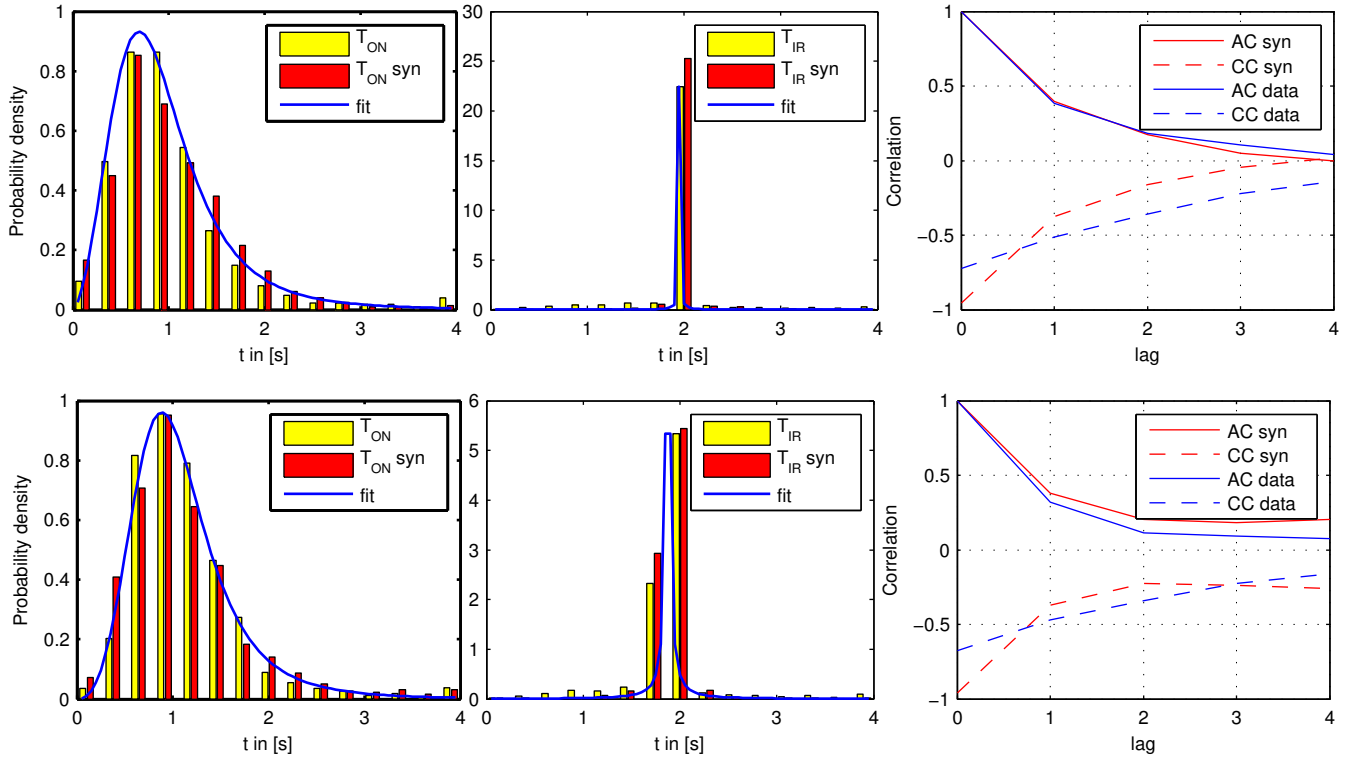 Probability density
1
0.8
0.6
0.4
0.2
0
0
1
2
3
4
t in [s]
T_ON
T_ON syn
fit
30
25
20
15
10
5
0
0
1
2
3
4
t in [s]
T_IR
T_IR syn
fit
Correlation
1
0.5
0
−0.5
−1
0
1
2
3
4
lag
AC syn
CC syn
AC data
CC data
Probability density
1
0.8
0.6
0.4
0.2
0
0
1
2
3
4
t in [s]
T_ON
T_ON syn
fit
6
5
4
3
2
1
0
0
1
2
3
4
t in [s]
T_IR
T_IR syn
fit
Correlation
1
0.5
0
−0.5
−1
0
1
2
3
4
lag
AC syn
CC syn
AC data
CC data